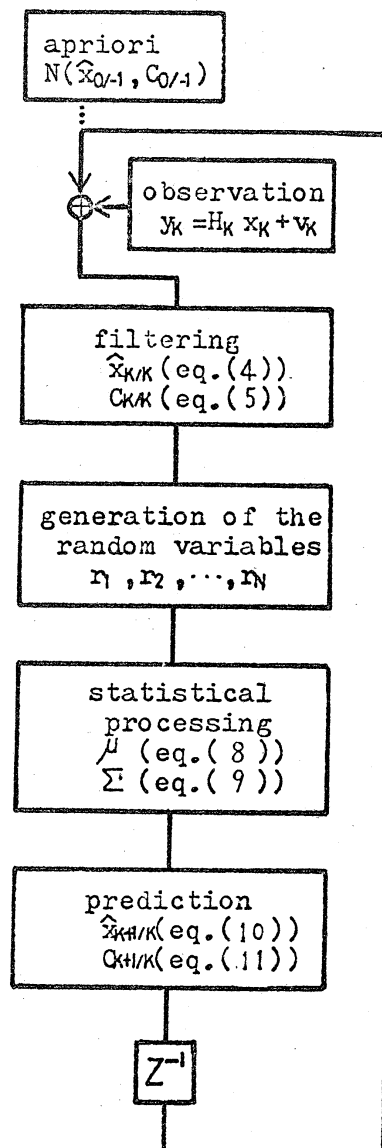 apriori
N(x̂0/-1, C0/-1)
observation
yK =HK xK + vK
filtering
x̂K/K (eq.(4))
CK/K (eq.(5))
generation of the
random variables
r1 , r2 , ⋯, rN
statistical
processing
μ (eq.( 8 ))
Σ (eq.( 9 ))
prediction
x̂K+1/K(eq.(10))
CK+1/K(eq.(11))
Z⁻¹